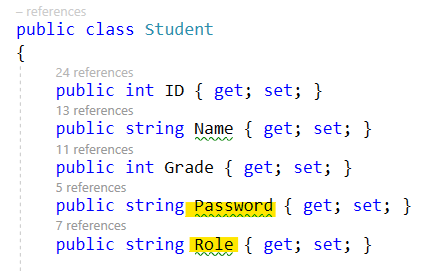 – references
public class Student
{
24 references
public int ID { get; set; }
13 references
public string Name { get; set; }
11 references
public int Grade { get; set; }
5 references
public string Password { get; set; }
7 references
public string Role { get; set; }